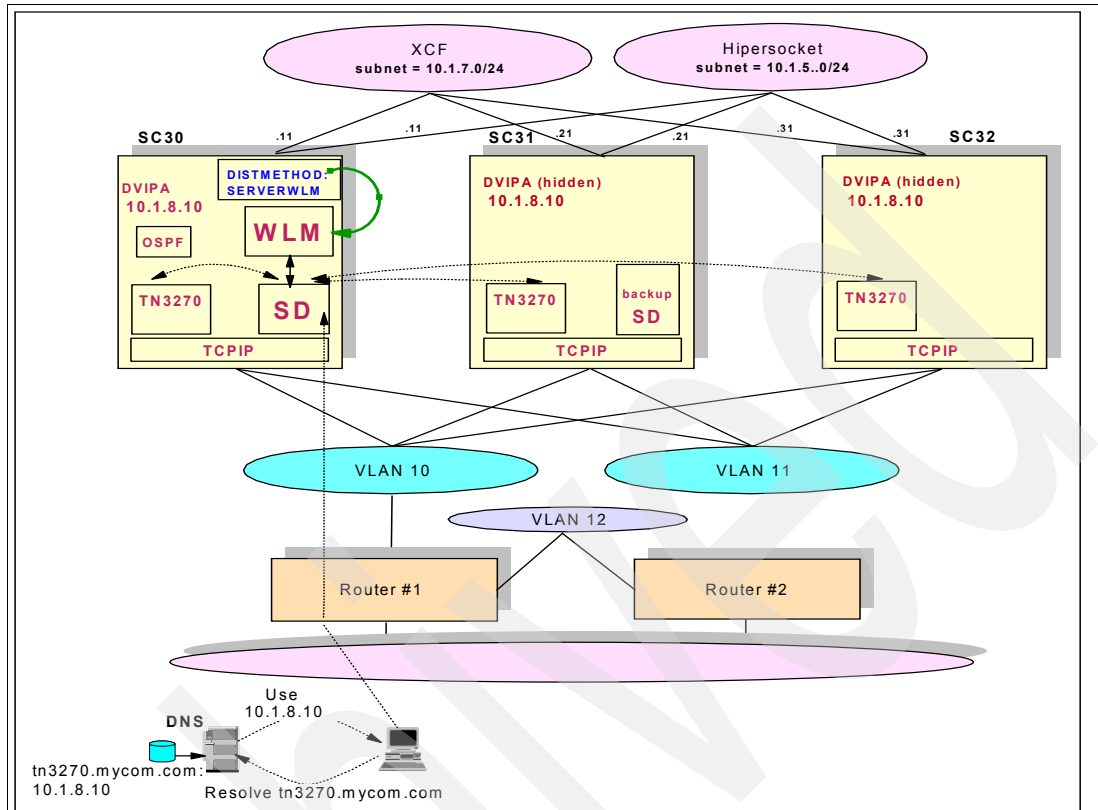 XCF
subnet = 10.1.7.0/24
Hipersocket
subnet = 10.1.5..0/24
SC30
.11
.11
SC31
.21
.21
.31
.31
SC32
DISTMETHOD:
SERVERWLM
DVIPA
10.1.8.10
OSPF
WLM
TN3270
SD
TCPIP
DVIPA (hidden)
10.1.8.10
TN3270
backup
SD
TCPIP
DVIPA (hidden)
10.1.8.10
TN3270
TCPIP
VLAN 10
VLAN 11
VLAN 12
Router #1
Router #2
Use
10.1.8.10
DNS
tn3270.mycom.com:
10.1.8.10
Resolve tn3270.mycom.com